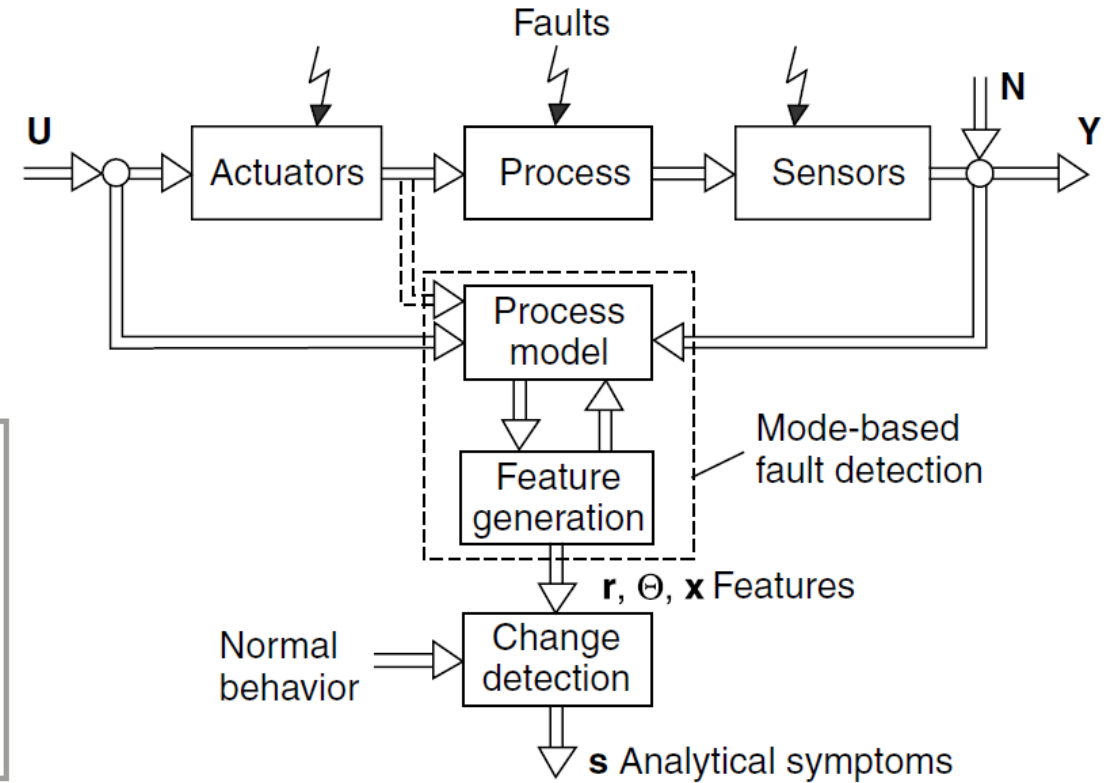 Faults
N
U
Y
Actuators
Process
Sensors
Process
model
Mode-based
fault detection
Feature
generation
r, Θ, x Features
Normal
behavior
Change
detection
s Analytical symptoms